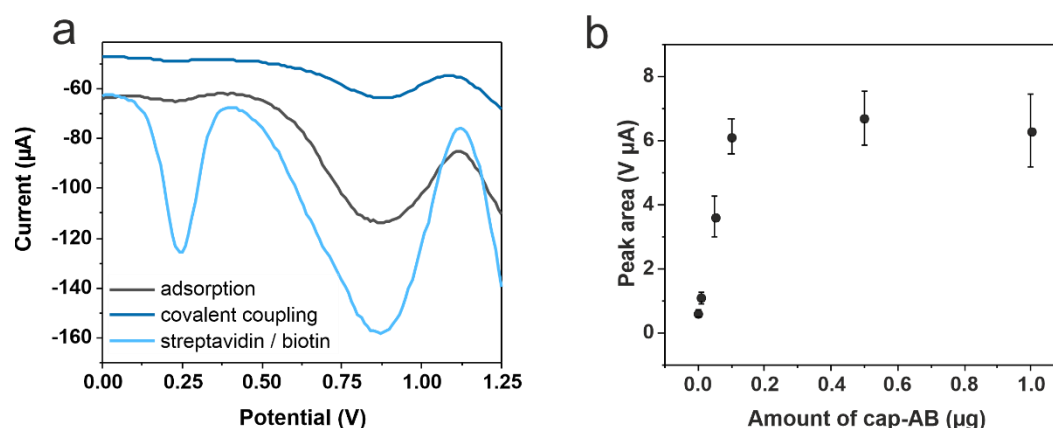 a
Current (µA)
-60
-80
-100
-120
-140
-160
adsorption
covalent coupling
streptavidin / biotin
0.00 0.25 0.50 0.75 1.00 1.25
Potential (V)
b
Peak area (V µA)
8
6
4
2
0
0.0 0.2 0.4 0.6 0.8 1.0
Amount of cap-AB (µg)